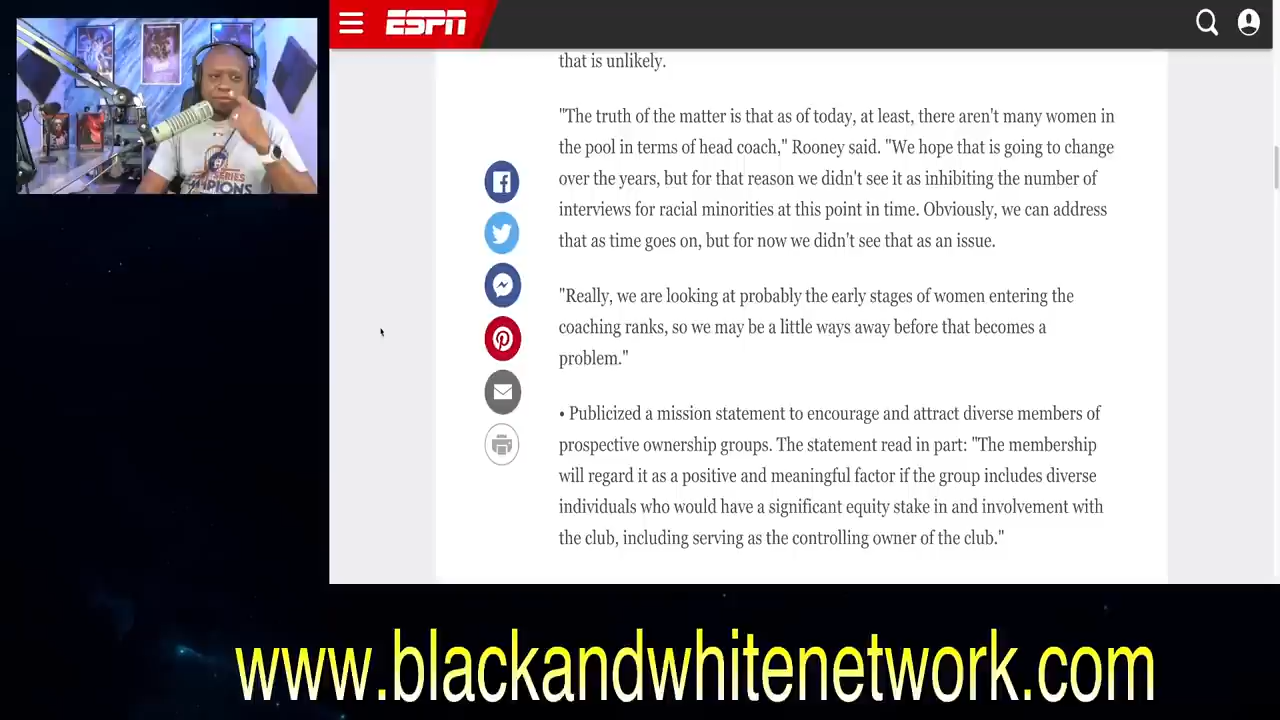 ESPN
that is unlikely.
"The truth of the matter is that as of today, at least, there aren't many women in
the pool in terms of head coach," Rooney said. "We hope that is going to change
over the years, but for that reason we didn't see it as inhibiting the number of
interviews for racial minorities at this point in time. Obviously, we can address
that as time goes on, but for now we didn't see that as an issue.
"Really, we are looking at probably the early stages of women entering the
coaching ranks, so we may be a little ways away before that becomes a
problem."
• Publicized a mission statement to encourage and attract diverse members of
prospective ownership groups. The statement read in part: "The membership
will regard it as a positive and meaningful factor if the group includes diverse
individuals who would have a significant equity stake in and involvement with
the club, including serving as the controlling owner of the club."
www.blackandwhitenetwork.com